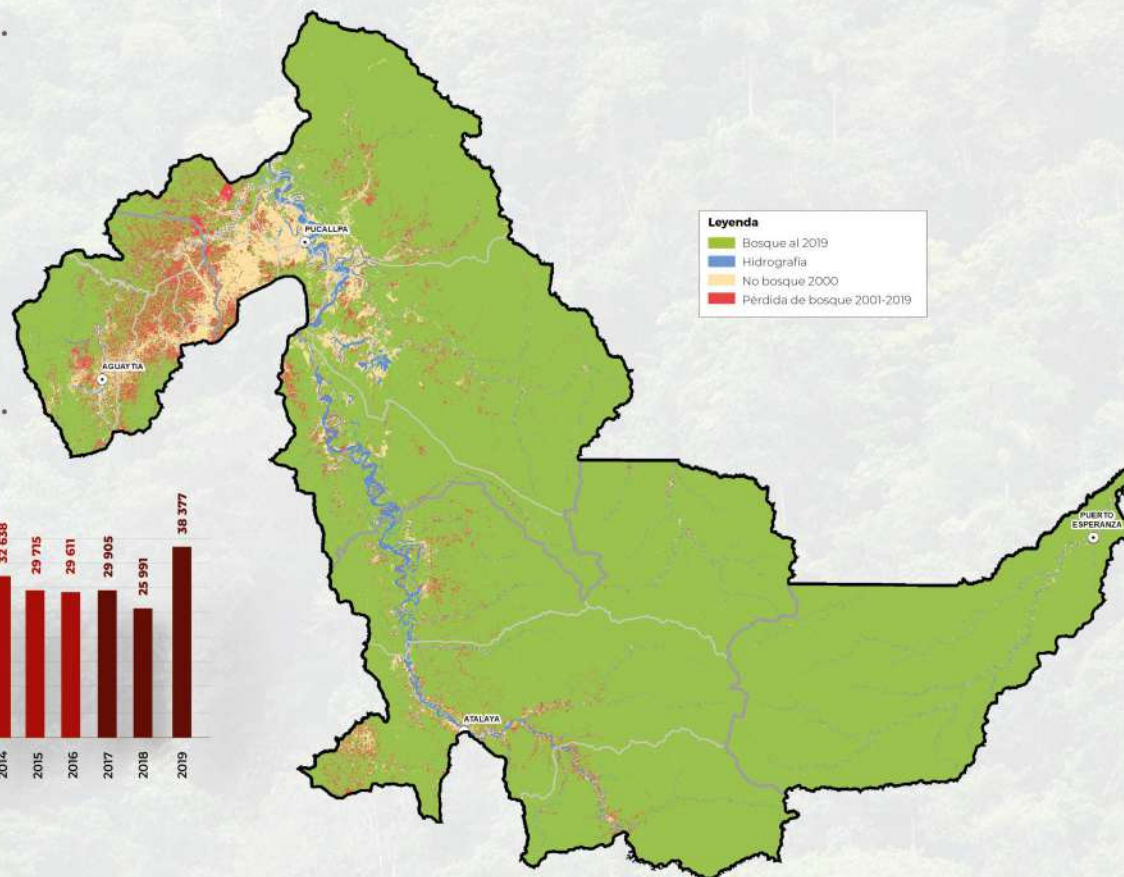 PUCALLPA
AGUAYTIA
PUERTO
ESPERANZA
ATALAYA
Leyenda
Bosque al 2019
Hidrografía
No bosque 2000
Pérdida de bosque 2001-2019
32 638
29 715
29 611
29 905
25 991
38 377
2014
2015
2016
2017
2018
2019